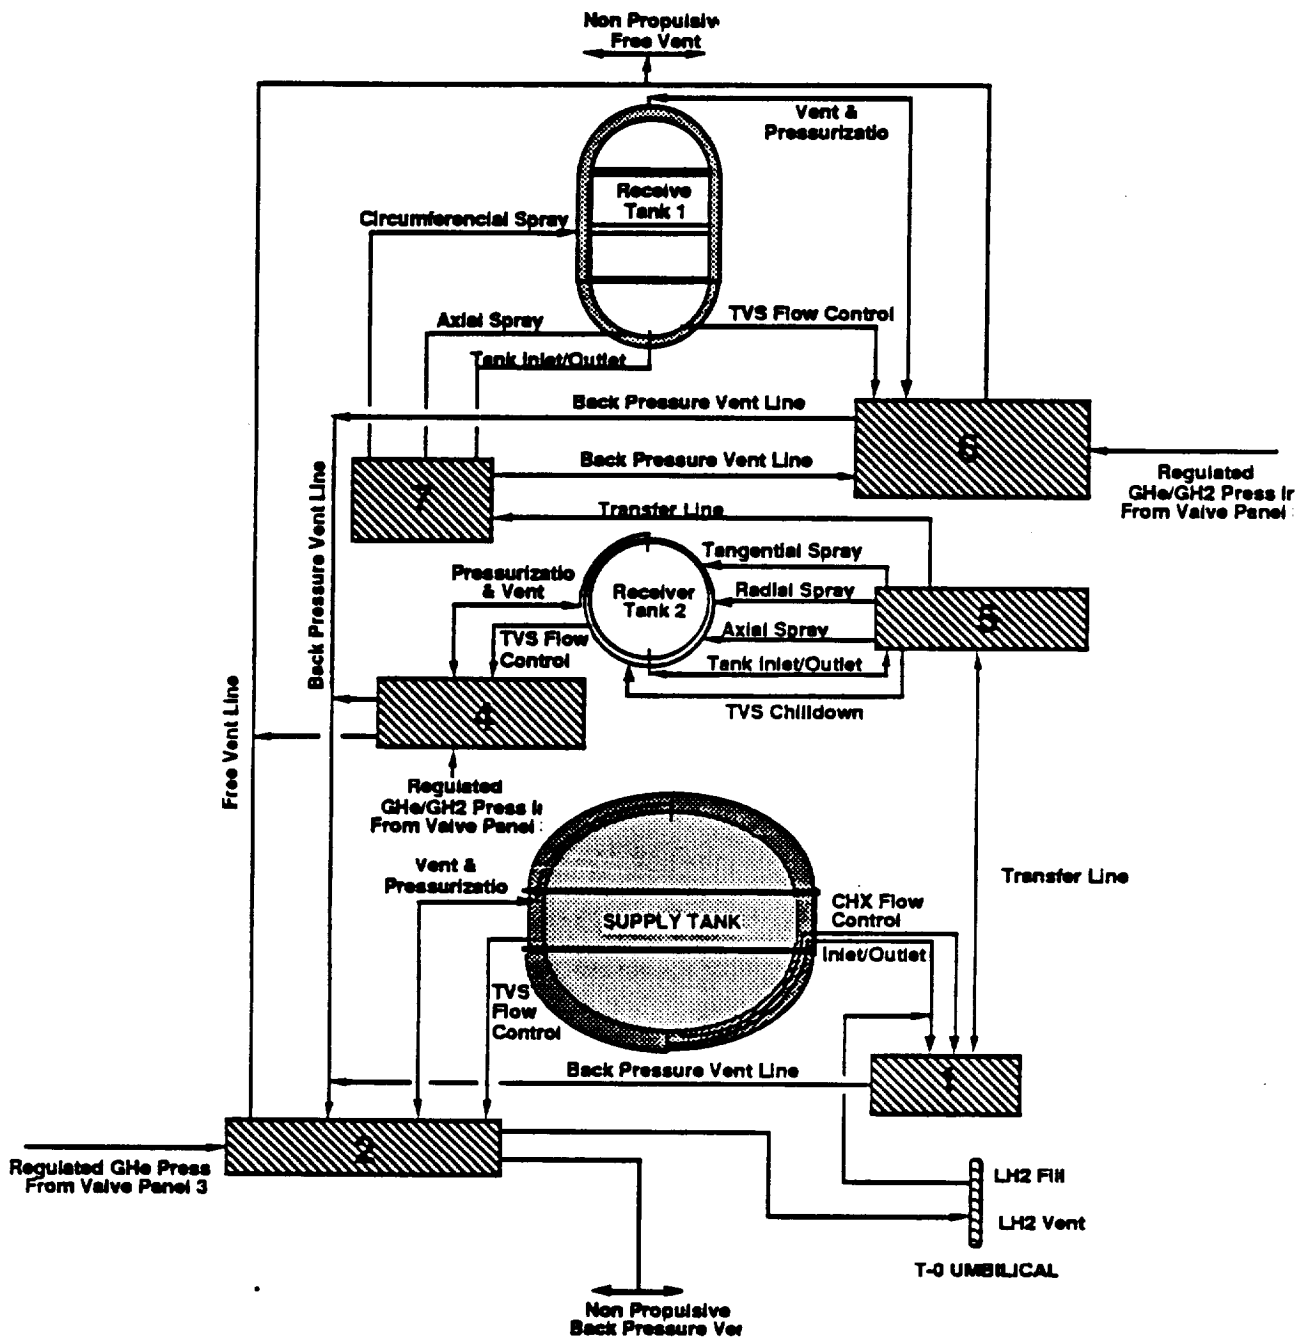 Non Propulsiv
Free Vent
Vent &
Pressurizatio
Receive
Tank 1
Circumferencial Spray
TVS Flow Control
Axial Spray
Tank Inlet/Outlet
Back Pressure Vent Line
6
Back Pressure Vent Line
7
Regulated
GHe/GH2 Press Ir
From Valve Panel
Transfer Line
Back Pressure Vent Line
Tangential Spray
Pressurizatio
& Vent
Receiver
Tank 2
Radial Spray
5
Axial Spray
TVS Flow
Control
Tank Inlet/Outlet
TVS Chilldown
4
Free Vent Line
Regulated
GHe/GH2 Press I
From Valve Panel
Vent &
Pressurizatio
Transfer Line
SUPPLY TANK
CHX Flow
Control
Inlet/Outlet
TVS
Flow
Control
Back Pressure Vent Line
1
2
Regulated GHe Press
From Valve Panel 3
LH2 Fill
LH2 Vent
T-0 UMBILICAL
Non Propulsive
Back Pressure Ver